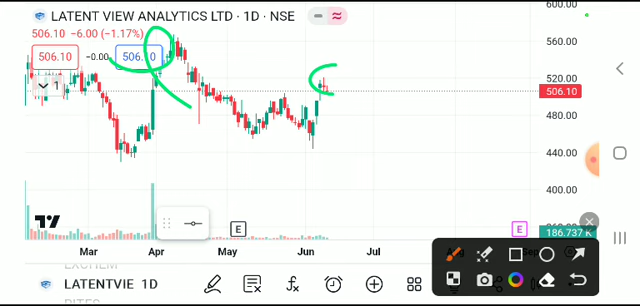 LATENT VIEW ANALYTICS LTD · 1D · NSE
506.10 −6.00 (−1.17%)
506.10 −0.00 506.10
1
600.00
560.00
520.00
506.10
480.00
440.00
400.00
186.737K
E E
Mar Apr May Jun Jul
LATENTVIE 1D